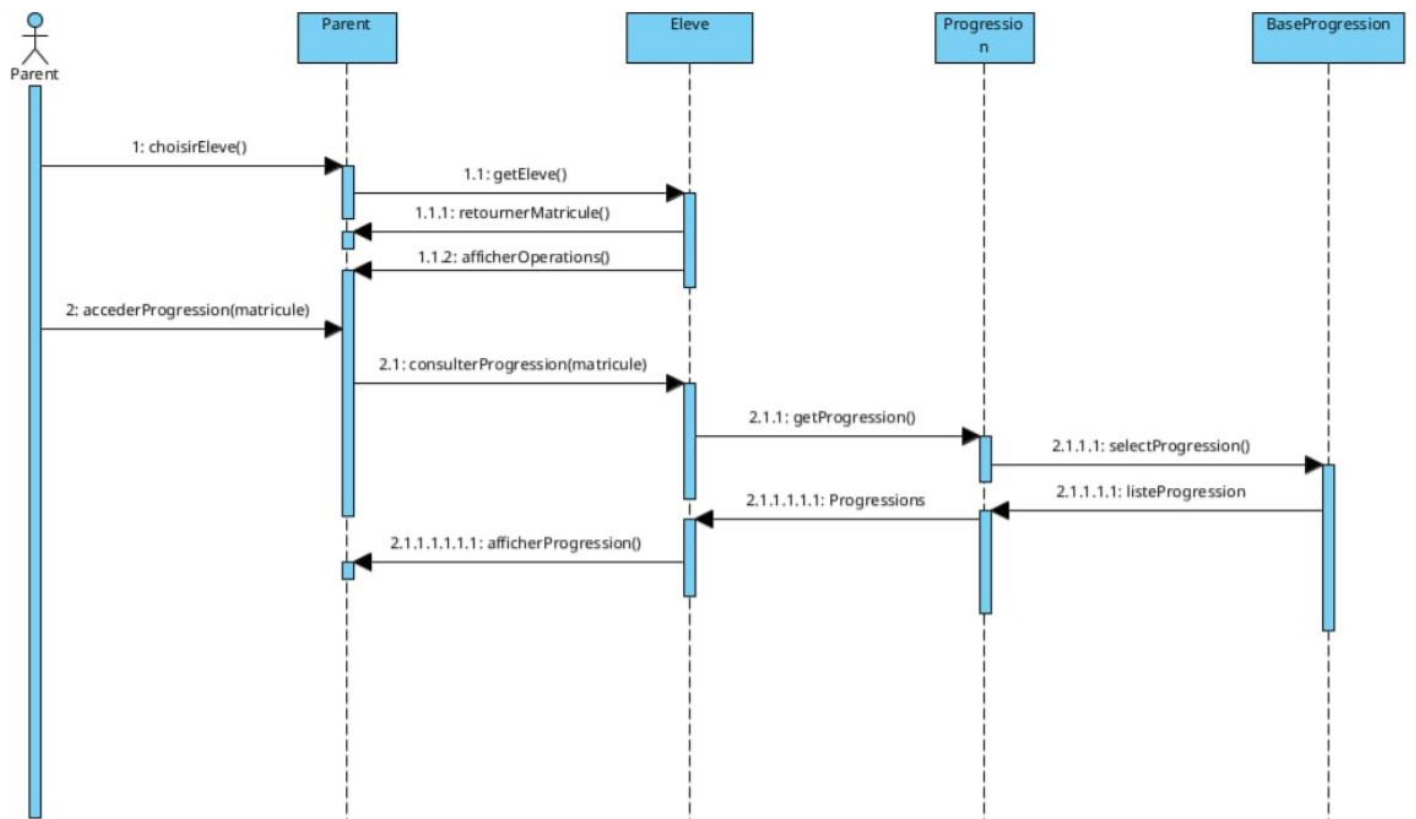 Parent
Eleve
Progressio
n
BaseProgression
Parent
1: choisirEleve()
1.1: getEleve()
1.1.1: retournerMatricule()
1.1.2: afficherOperations()
2: accederProgression(matricule)
2.1: consulterProgression(matricule)
2.1.1: getProgression()
2.1.1.1: selectProgression()
2.1.1.1.1: listeProgression
2.1.1.1.1.1: Progressions
2.1.1.1.1.1.1: afficherProgression()